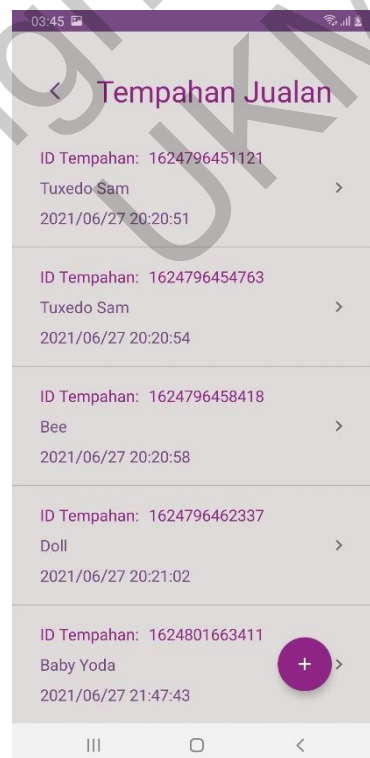 03:45
Tempahan Jualan
ID Tempahan: 1624796451121
Tuxedo Sam
2021/06/27 20:20:51
ID Tempahan: 1624796454763
Tuxedo Sam
2021/06/27 20:20:54
ID Tempahan: 1624796458418
Bee
2021/06/27 20:20:58
ID Tempahan: 1624796462337
Doll
2021/06/27 20:21:02
ID Tempahan: 1624801663411
Baby Yoda
2021/06/27 21:47:43
UKM